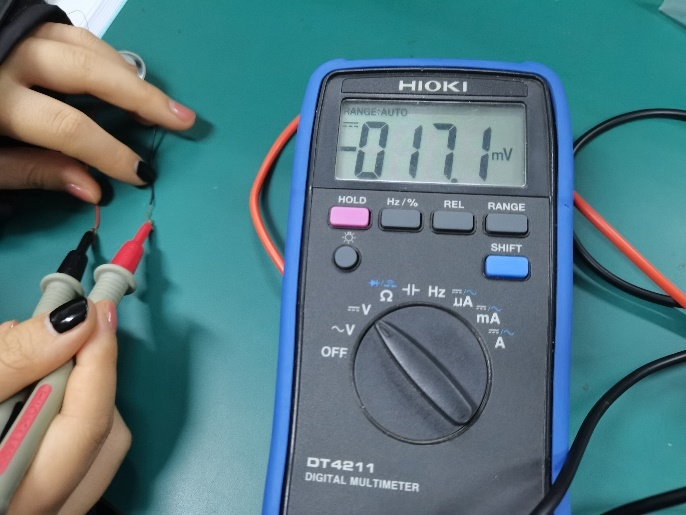 HIOKI
RANGE:AUTO
-017.1 mV
HOLD Hz/% REL RANGE
SHIFT
Ω Hz μA
⎓V mA
~V A
OFF
DT4211
DIGITAL MULTIMETER